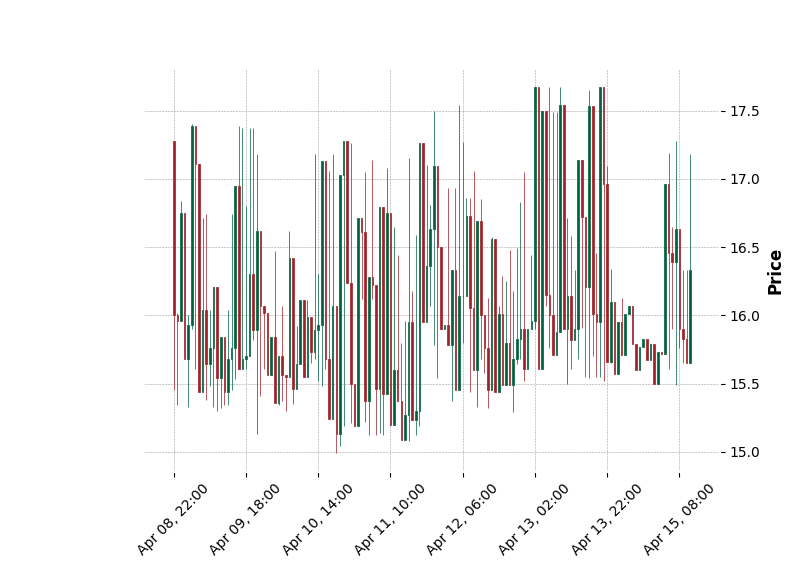 17.5
17.0
16.5
16.0
15.5
15.0
Price
Apr 08, 22:00
Apr 09, 18:00
Apr 10, 14:00
Apr 11, 10:00
Apr 12, 06:00
Apr 13, 02:00
Apr 13, 22:00
Apr 15, 08:00